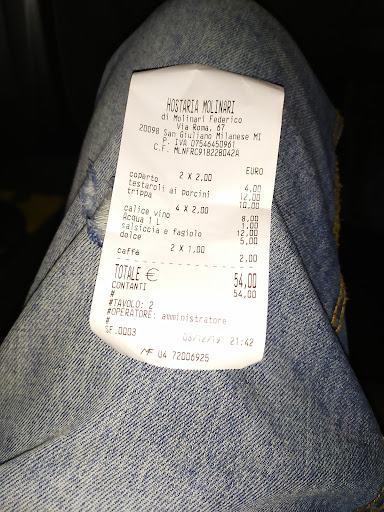 HOSTARIA MOLINARI
di Molinari Federico
Via Roma, 67
20098 San Giuliano Milanese MI
P. IVA 07546450961
C.F. MLNFRC91B22B042A
EURO
2 X 2,00
coperto 4,00
testaroli ai porcini 12,00
trippa 10,00
4 X 2,00
calice vino 8,00
Acqua 1 L 1,00
salsiccia e fagiolo 12,00
dolce 5,00
2 X 1,00
caffè 2,00
TOTALE € 54,00
CONTANTI 54,00
#
#TAVOLO: 2
#OPERATORE: amministratore
#
SF.0003 21:42
MF 04 72006925